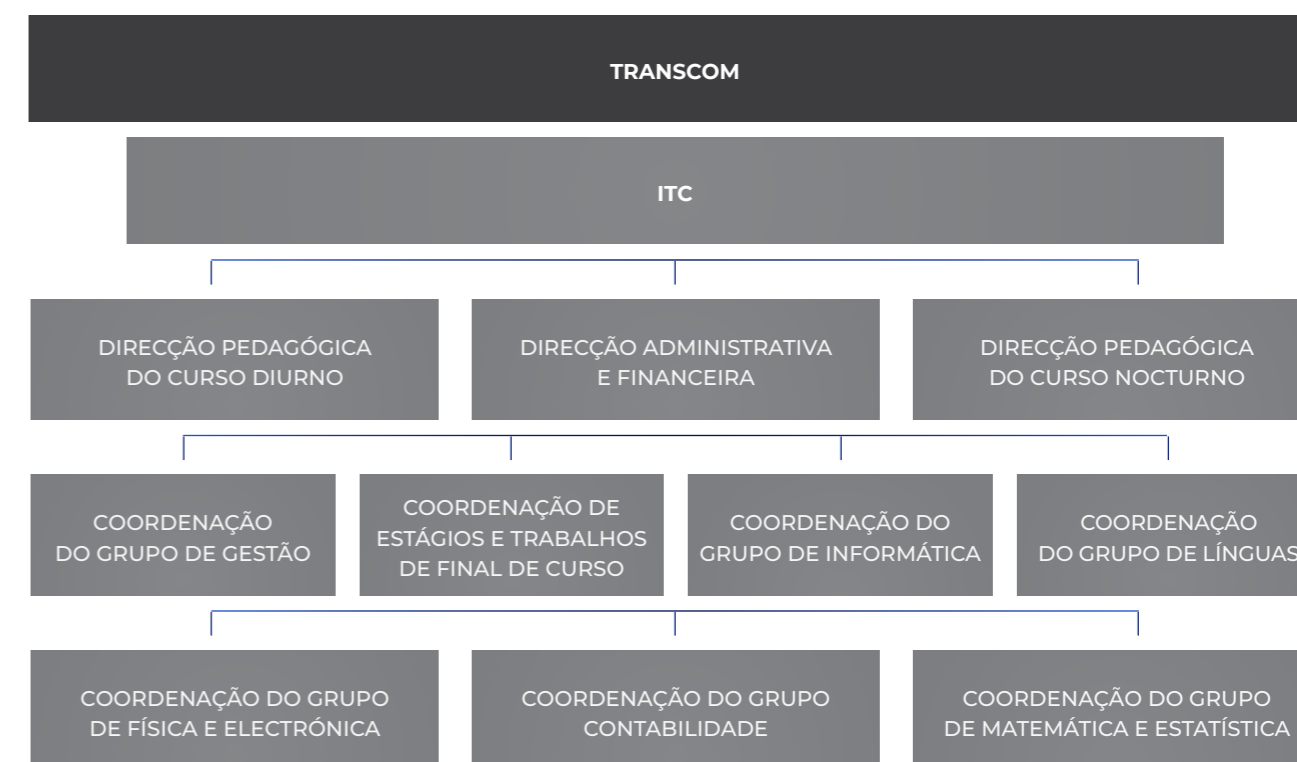 TRANSCOM
ITC
DIRECÇÃO PEDAGÓGICA
DO CURSO DIURNO
DIRECÇÃO ADMINISTRATIVA
E FINANCEIRA
DIRECÇÃO PEDAGÓGICA
DO CURSO NOCTURNO
COORDENAÇÃO
DO GRUPO DE GESTÃO
COORDENAÇÃO DE
ESTÁGIOS E TRABALHOS
DE FINAL DE CURSO
COORDENAÇÃO DO
GRUPO DE INFORMÁTICA
COORDENAÇÃO
DO GRUPO DE LÍNGUAS
COORDENAÇÃO DO GRUPO
DE FÍSICA E ELECTRÓNICA
COORDENAÇÃO DO GRUPO
CONTABILIDADE
COORDENAÇÃO DO GRUPO
DE MATEMÁTICA E ESTATÍSTICA